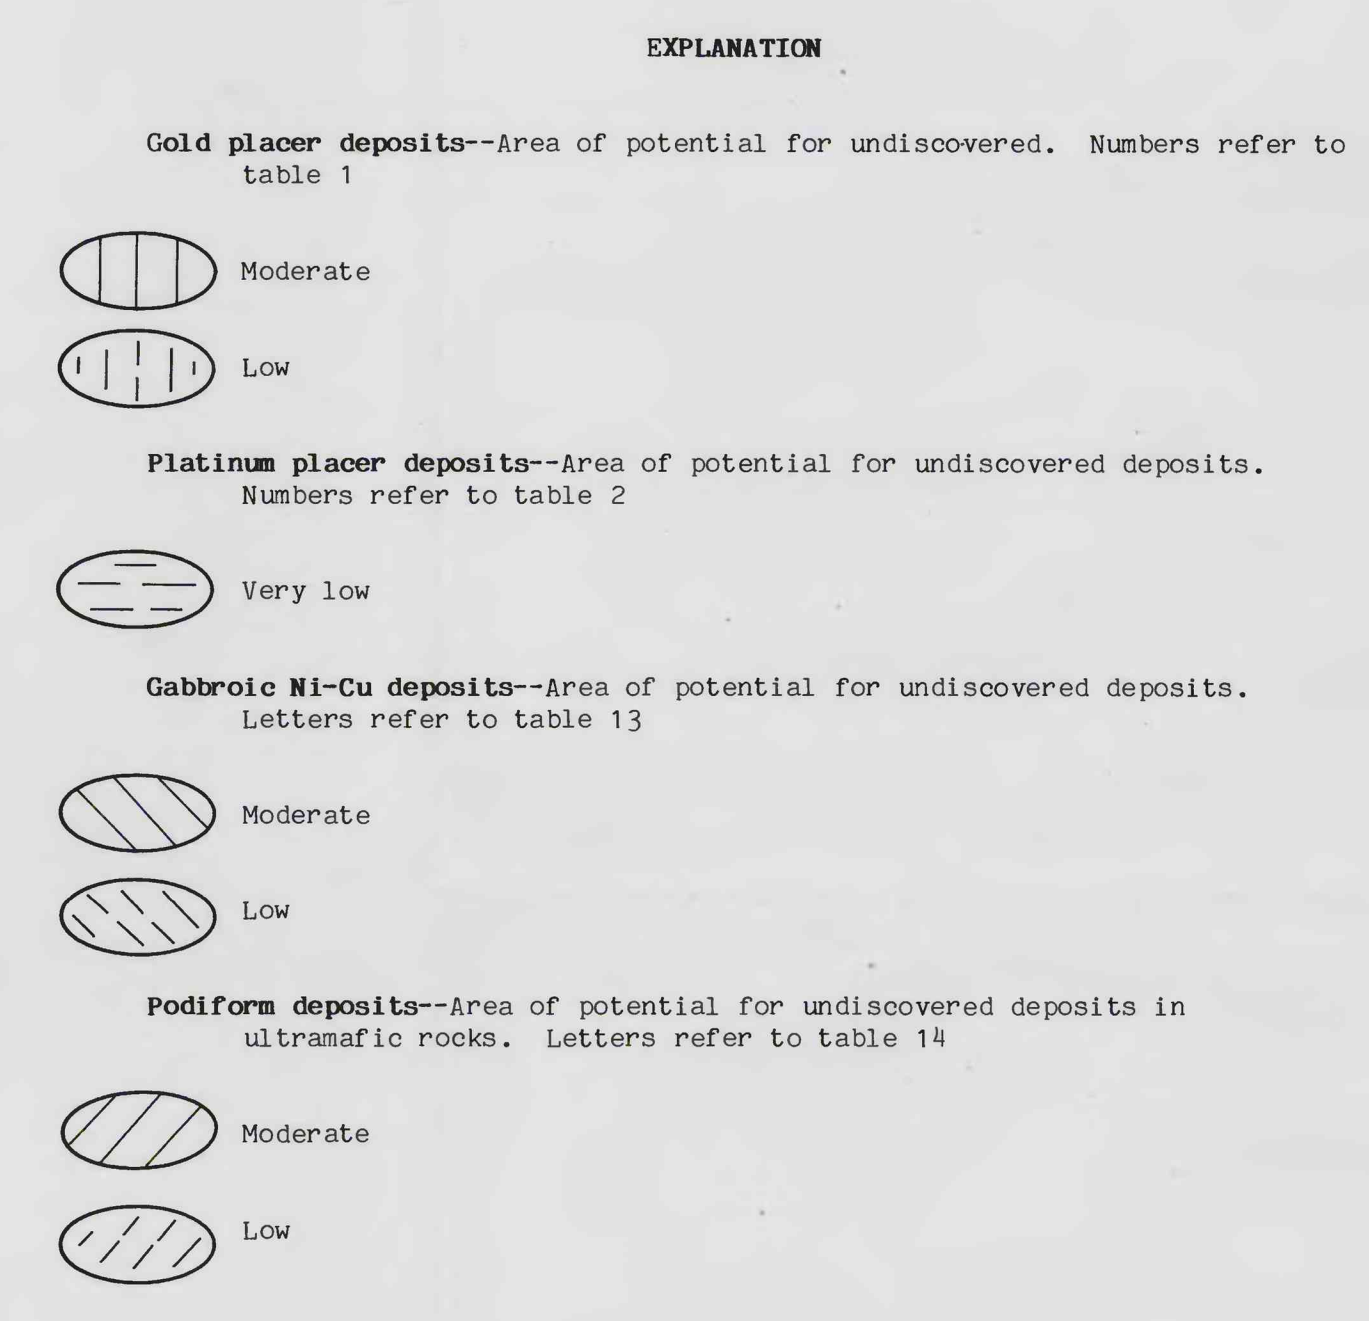 EXPLANATION
Gold placer deposits--Area of potential for undiscovered. Numbers refer to
table 1
Moderate
Low
Platinum placer deposits--Area of potential for undiscovered deposits.
Numbers refer to table 2
Very low
Gabbroic Ni-Cu deposits--Area of potential for undiscovered deposits.
Letters refer to table 13
Moderate
Low
Podiform deposits--Area of potential for undiscovered deposits in
ultramafic rocks. Letters refer to table 14
Moderate
Low